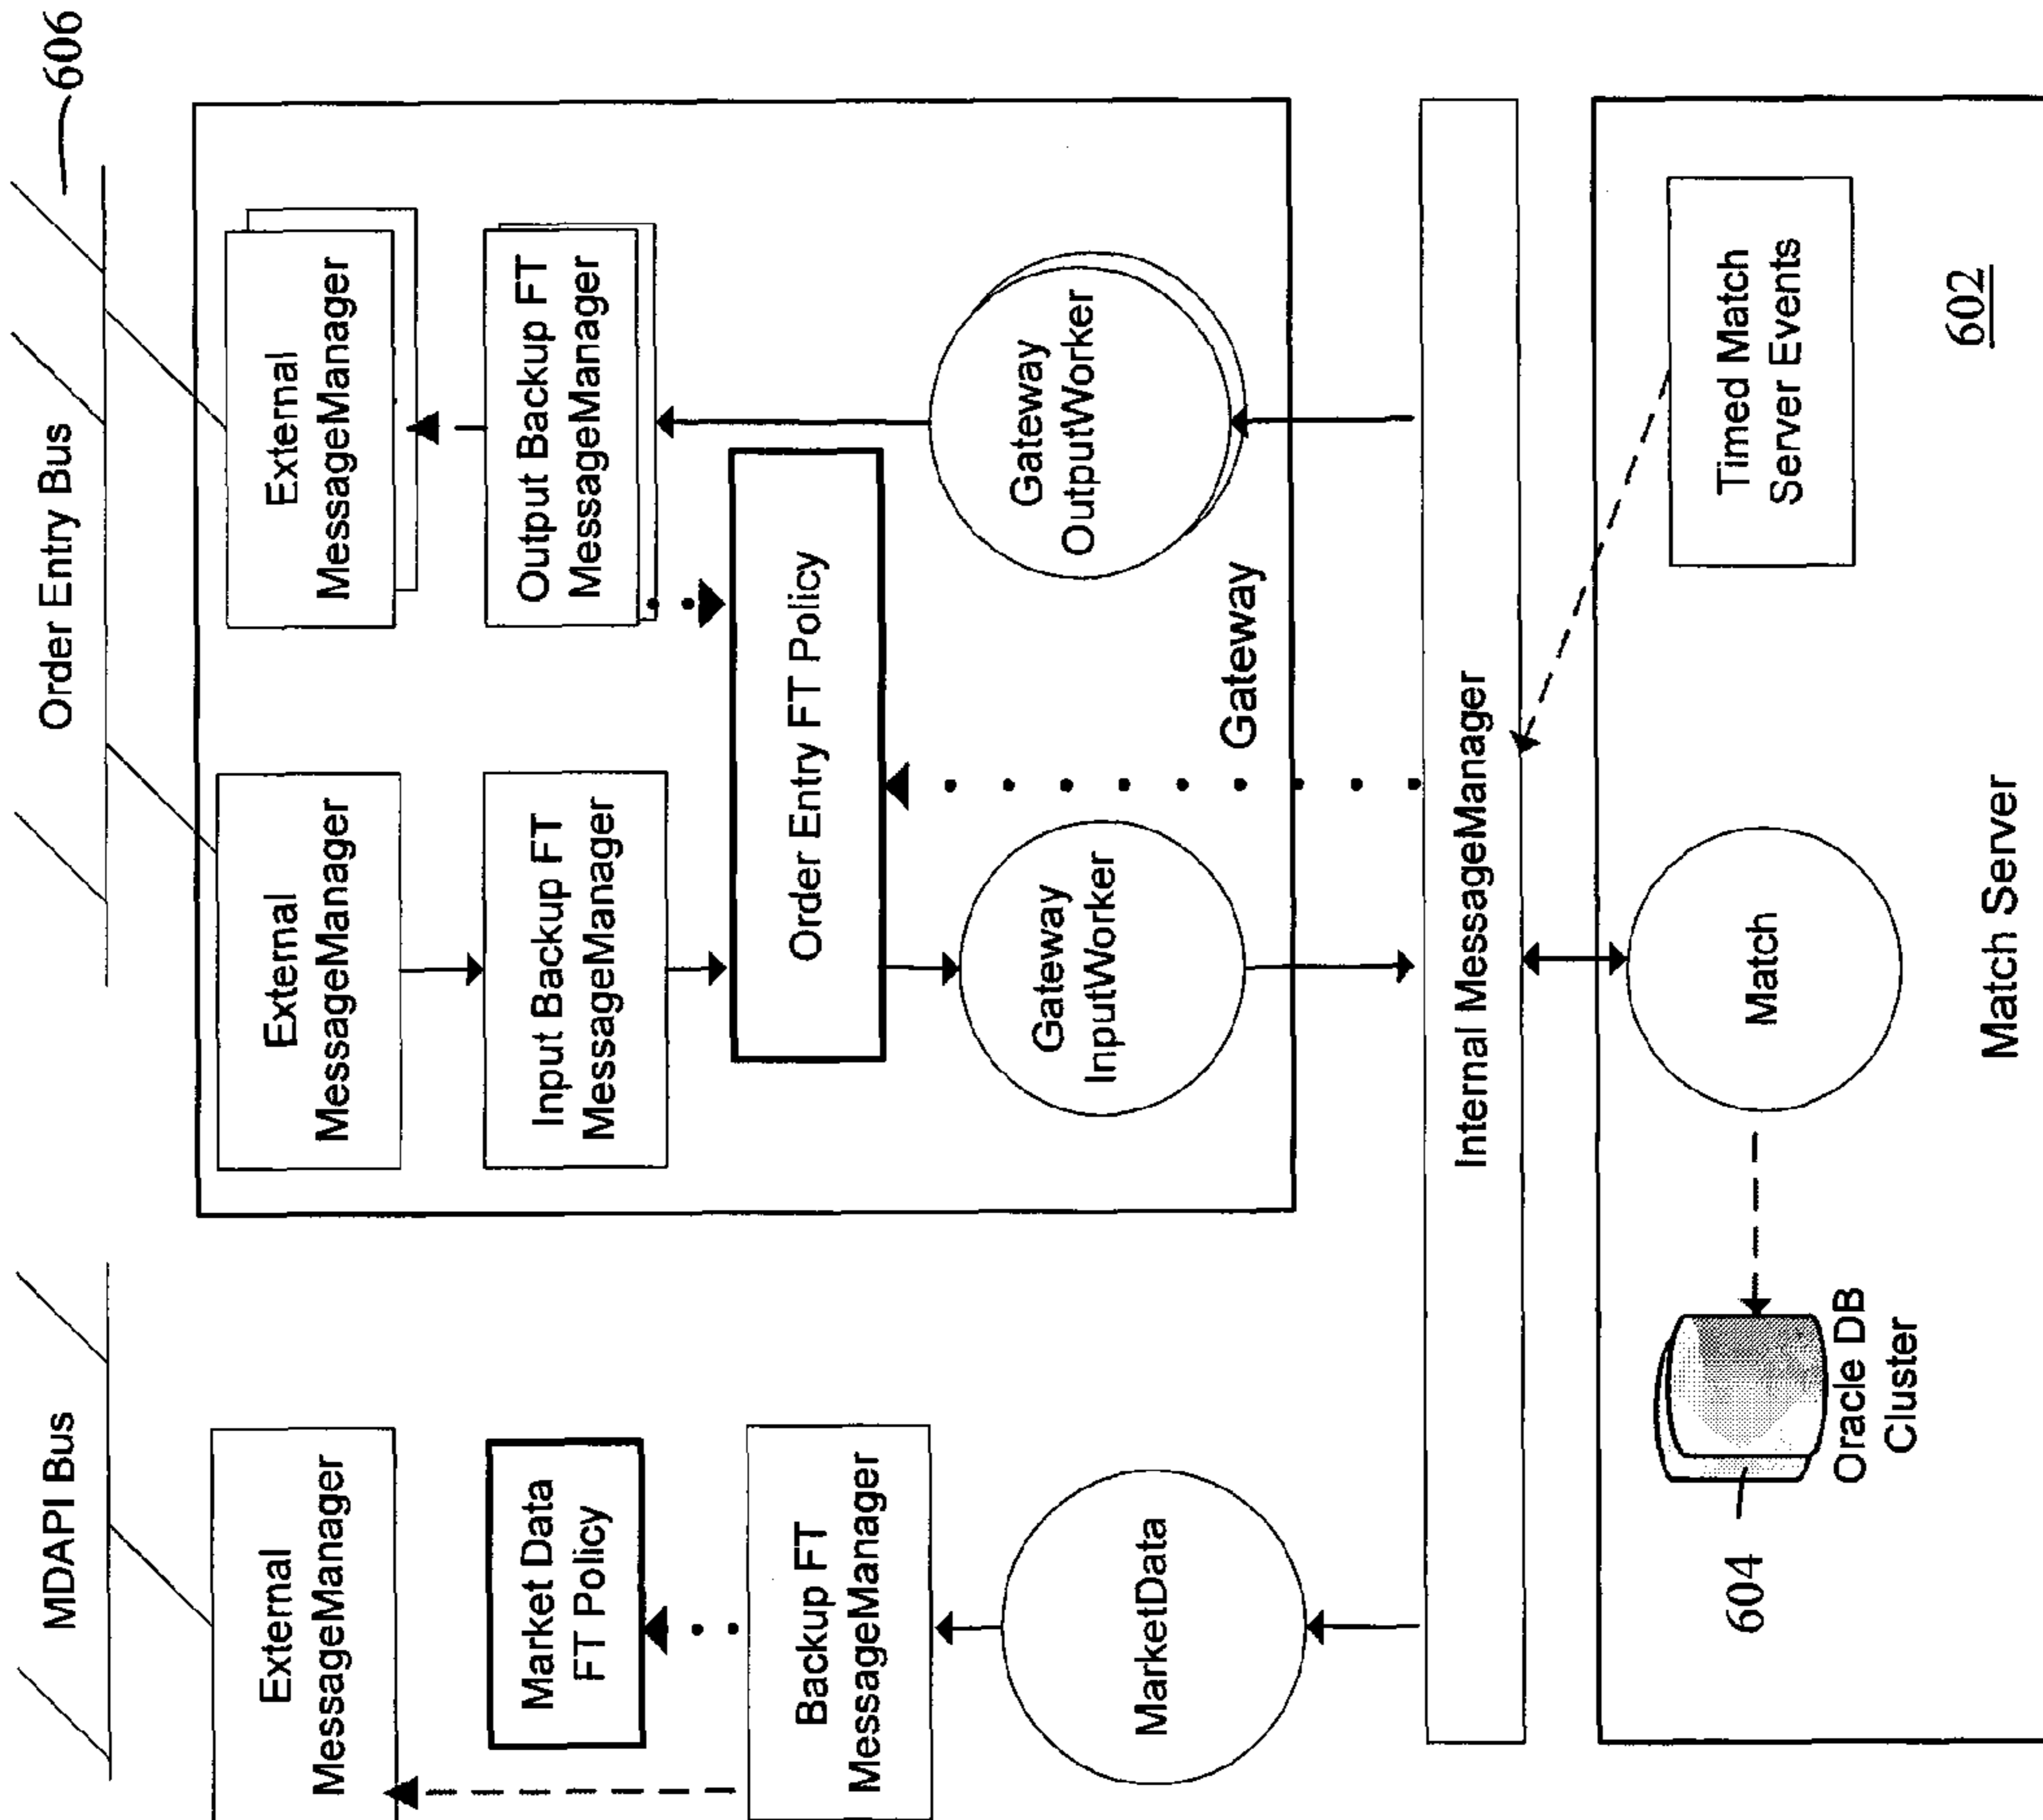 MDAPI Bus
Order Entry Bus
606
External
MessageManager
External
MessageManager
External
MessageManager
Market Data
FT Policy
Input Backup FT
MessageManager
Output Backup FT
MessageManager
Backup FT
MessageManager
Order Entry FT Policy
MarketData
Gateway
InputWorker
Gateway
OutputWorker
Gateway
Internal MessageManager
604
Oracle DB
Cluster
Match
Timed Match
Server Events
Match Server
602